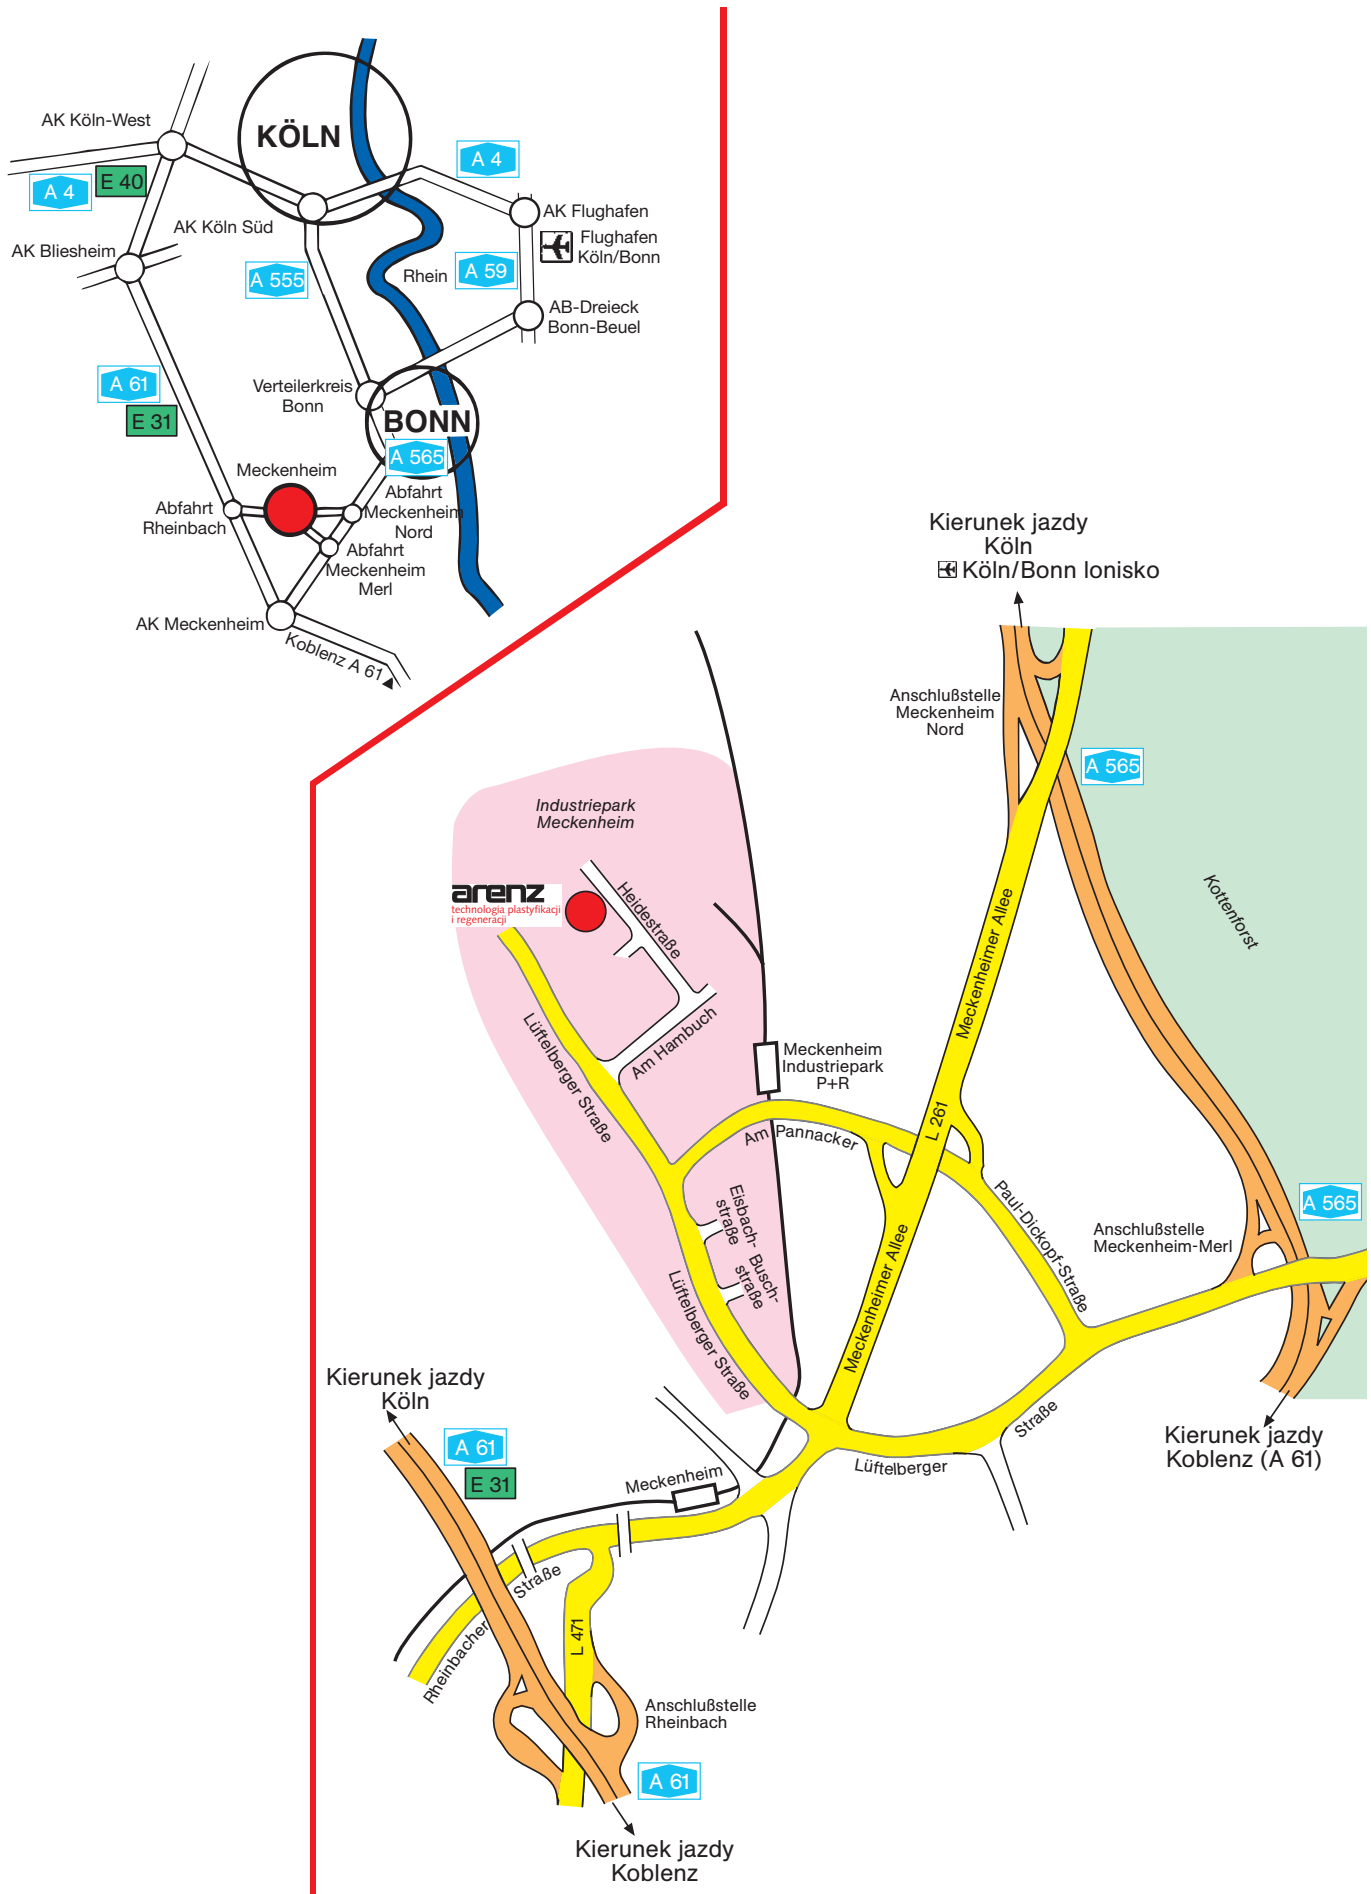 AK Köln-West
KÖLN
A 4
E 40
A 4
AK Köln Süd
AK Flughafen
Flughafen
Köln/Bonn
AK Bliesheim
A 555
Rhein
A 59
AB-Dreieck
Bonn-Beuel
A 61
E 31
Verteilerkreis
Bonn
BONN
A 565
Meckenheim
Abfahrt
Rheinbach
Abfahrt
Meckenheim
Nord
Abfahrt
Meckenheim
Merl
AK Meckenheim
Koblenz A 61
Kierunek jazdy
Köln
Köln/Bonn lonisko
Anschlußstelle
Meckenheim
Nord
A 565
Industriepark
Meckenheim
arenz
technologia plastyfikacji
i regeneracji
Heidestraße
Kottenforst
Meckenheimer Allee
Lüftelberger Straße
Am Hambuch
Meckenheim
Industriepark
P+R
L 261
Am Pannacker
Eisbach-
straße
Busch-
straße
Paul-Dickopf-Straße
A 565
Anschlußstelle
Meckenheim-Merl
Meckenheimer Allee
Lüftelberger Straße
Kierunek jazdy
Köln
A 61
E 31
Meckenheim
Lüftelberger
Straße
Kierunek jazdy
Koblenz (A 61)
Rheinbacher
Straße
L 471
Anschlußstelle
Rheinbach
A 61
Kierunek jazdy
Koblenz